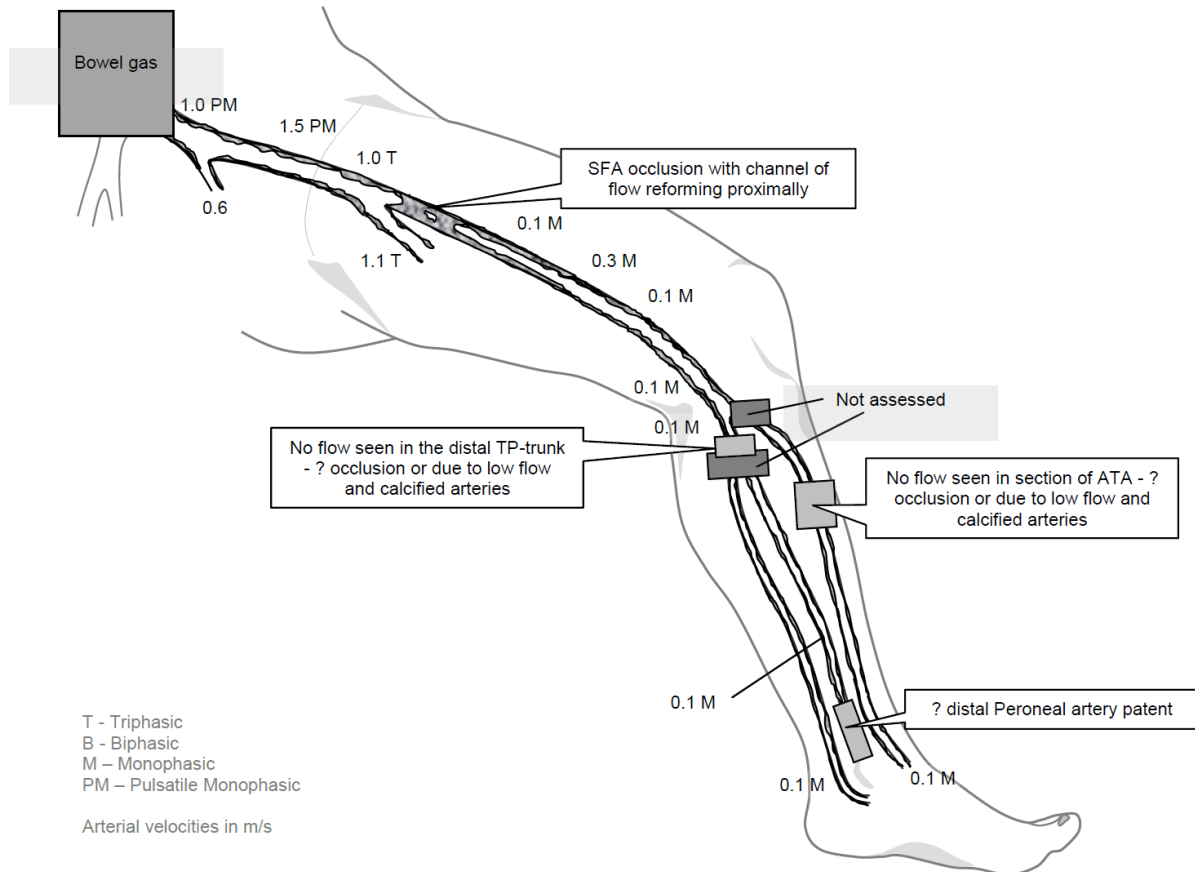 Bowel gas
1.0 PM
1.5 PM
1.0 T
SFA occlusion with channel of
flow reforming proximally
0.6
0.1 M
1.1 T
0.3 M
0.1 M
0.1 M
Not assessed
0.1 M
No flow seen in the distal TP-trunk
- ? occlusion or due to low flow
and calcified arteries
No flow seen in section of ATA - ?
occlusion or due to low flow and
calcified arteries
0.1 M
? distal Peroneal artery patent
T - Triphasic
B - Biphasic
M – Monophasic
PM – Pulsatile Monophasic
0.1 M
0.1 M
Arterial velocities in m/s